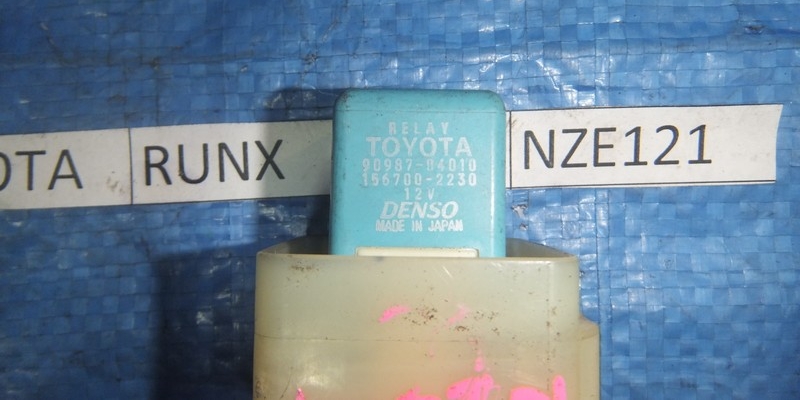 OTA RUNX NZE121
RELAY
TOYOTA
90987-04010
156700-2230
12V
DENSO
MADE IN JAPAN